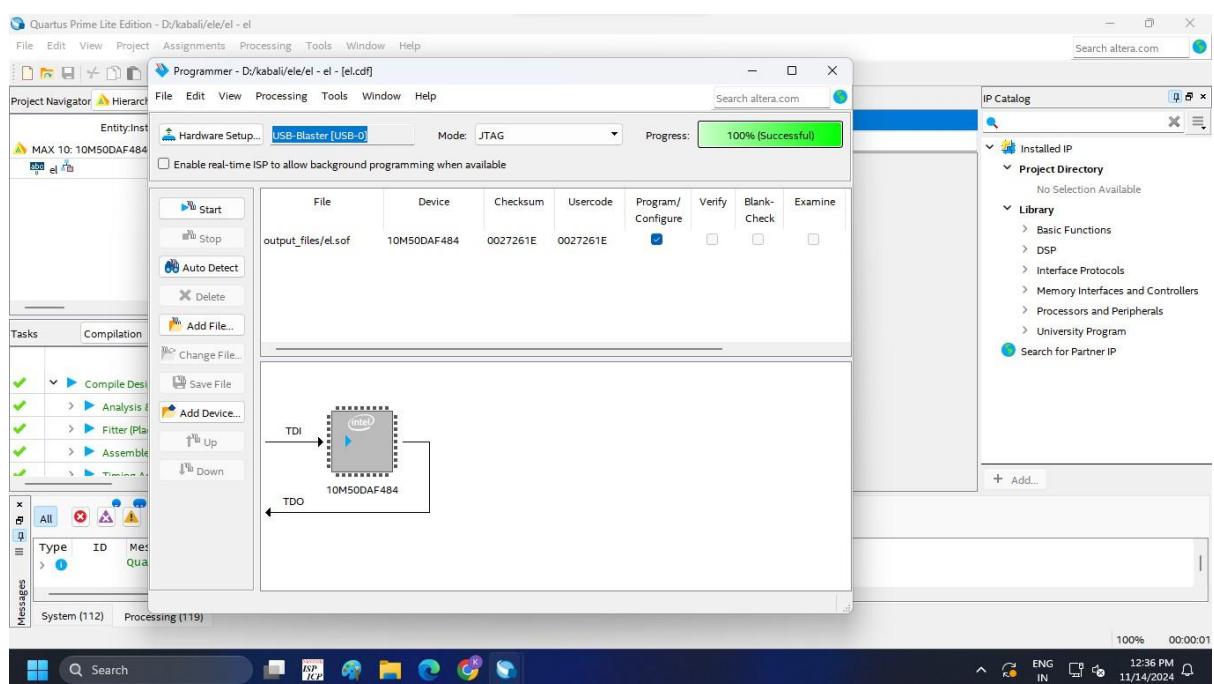 Quartus Prime Lite Edition - D:/kabali/ele/el - el
File Edit View Project Assignments Processing Tools Window Help
Search altera.com
Programmer - D:/kabali/ele/el - el - [el.cdf]
File Edit View Processing Tools Window Help
Search altera.com
Hardware Setup... USB-Blaster [USB-0] Mode: JTAG Progress: 100% (Successful)
Enable real-time ISP to allow background programming when available
File Device Checksum Usercode Program/ Configure Verify Blank- Check Examine
output_files/el.sof 10M50DAF484 0027261E 0027261E
Start
Stop
Auto Detect
Delete
Add File...
Change File...
Save File
Add Device...
Up
Down
TDI
intel
10M50DAF484
TDO
Project Navigator Hierarch
Entity:Inst
MAX 10: 10M50DAF484
el
Tasks Compilation
Compile Desi
Analysis &
Fitter (Pla
Assemble
Timing A
IP Catalog
Installed IP
Project Directory
No Selection Available
Library
Basic Functions
DSP
Interface Protocols
Memory Interfaces and Controllers
Processors and Peripherals
University Program
Search for Partner IP
+ Add...
All
Type ID Mes
Qua
Messages
System (112) Processing (119)
100% 00:00:01
Search
ISP
ICP
ENG
IN
12:36 PM
11/14/2024